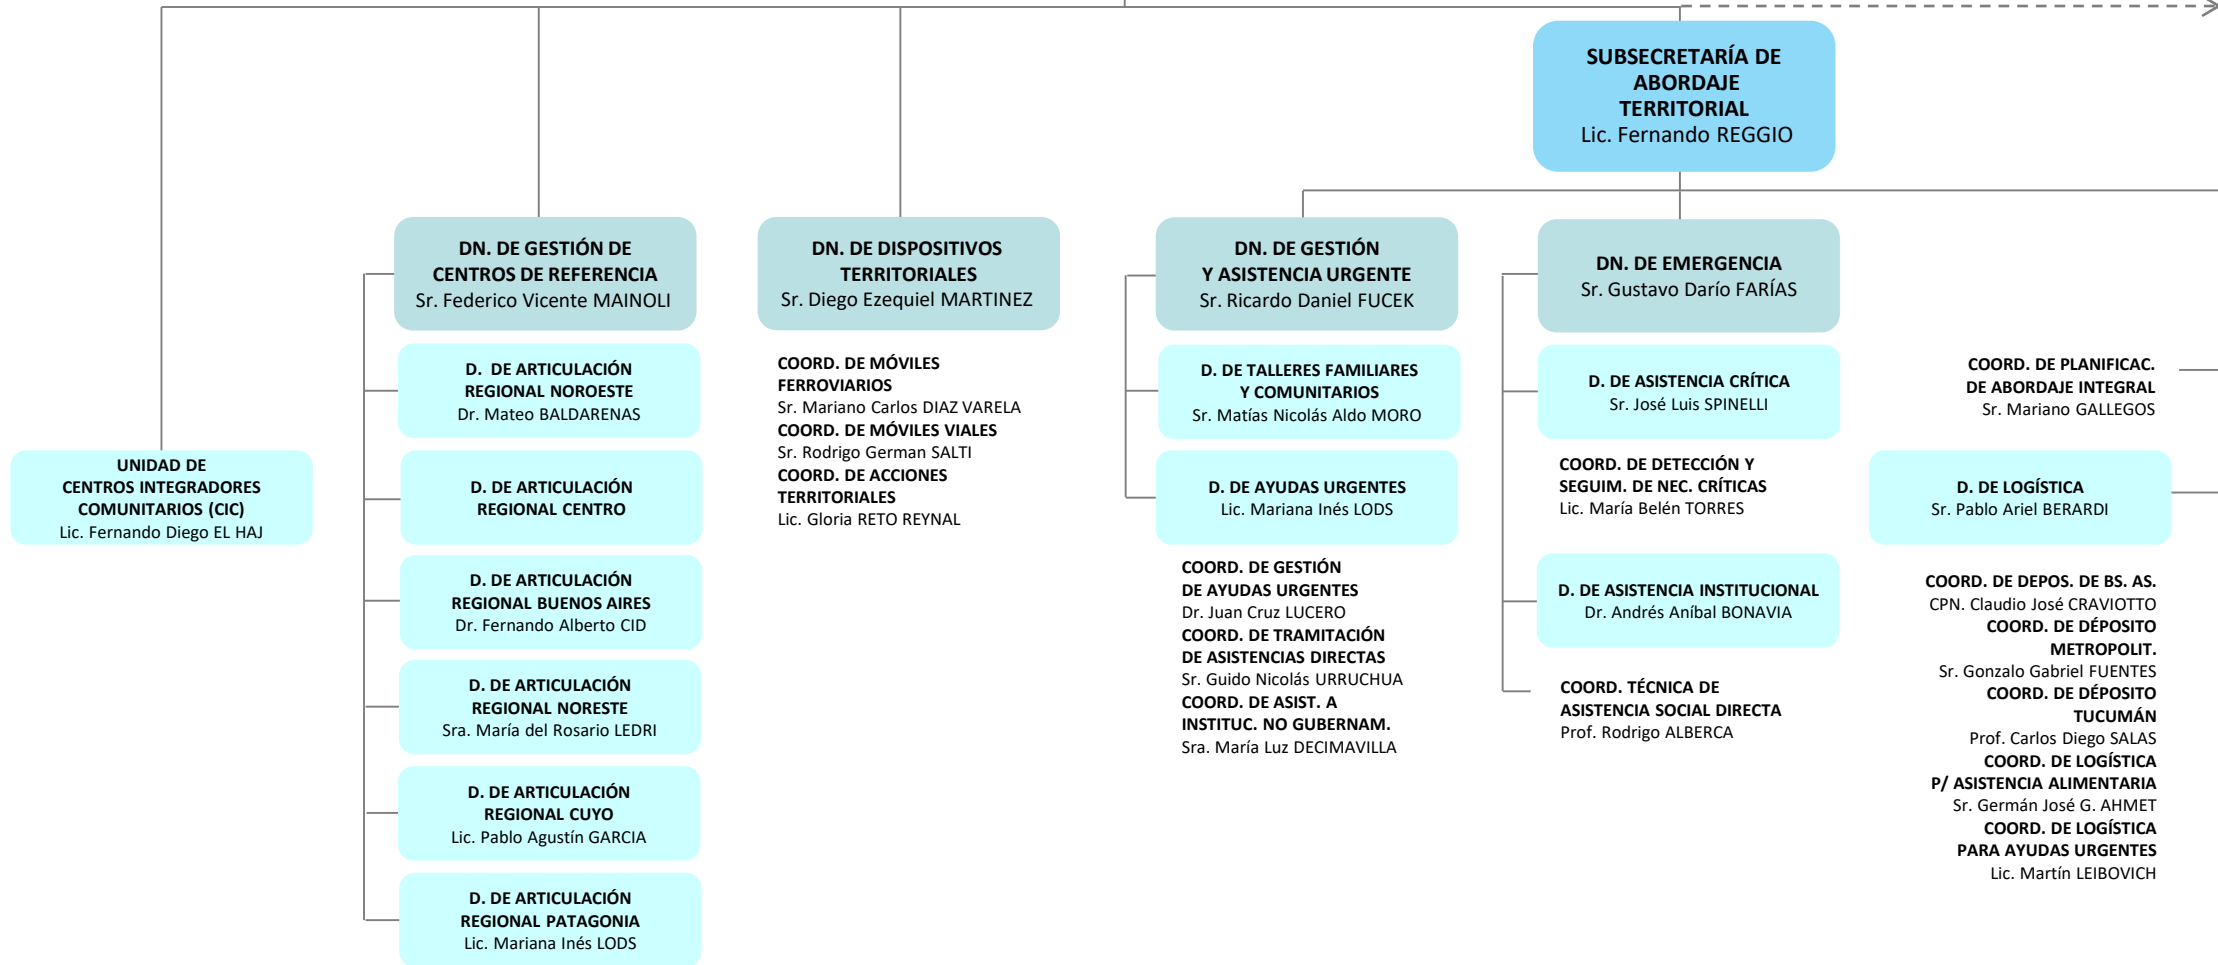 SUBSECRETARÍA DE
ABORDAJE
TERRITORIAL
Lic. Fernando REGGIO
UNIDAD DE
CENTROS INTEGRADORES
COMUNITARIOS (CIC)
Lic. Fernando Diego EL HAJ
DN. DE GESTIÓN DE
CENTROS DE REFERENCIA
Sr. Federico Vicente MAINOLI
D. DE ARTICULACIÓN
REGIONAL NOROESTE
Dr. Mateo BALDARENAS
D. DE ARTICULACIÓN
REGIONAL CENTRO
D. DE ARTICULACIÓN
REGIONAL BUENOS AIRES
Dr. Fernando Alberto CID
D. DE ARTICULACIÓN
REGIONAL NORESTE
Sra. María del Rosario LEDRI
D. DE ARTICULACIÓN
REGIONAL CUYO
Lic. Pablo Agustín GARCIA
D. DE ARTICULACIÓN
REGIONAL PATAGONIA
Lic. Mariana Inés LODS
DN. DE DISPOSITIVOS
TERRITORIALES
Sr. Diego Ezequiel MARTINEZ
COORD. DE MÓVILES
FERROVIARIOS
Sr. Mariano Carlos DIAZ VARELA
COORD. DE MÓVILES VIALES
Sr. Rodrigo German SALTI
COORD. DE ACCIONES
TERRITORIALES
Lic. Gloria RETO REYNAL
DN. DE GESTIÓN
Y ASISTENCIA URGENTE
Sr. Ricardo Daniel FUCEK
D. DE TALLERES FAMILIARES
Y COMUNITARIOS
Sr. Matías Nicolás Aldo MORO
D. DE AYUDAS URGENTES
Lic. Mariana Inés LODS
COORD. DE GESTIÓN
DE AYUDAS URGENTES
Dr. Juan Cruz LUCERO
COORD. DE TRAMITACIÓN
DE ASISTENCIAS DIRECTAS
Sr. Guido Nicolás URRUCHUA
COORD. DE ASIST. A
INSTITUC. NO GUBERNAM.
Sra. María Luz DECIMAVILLA
DN. DE EMERGENCIA
Sr. Gustavo Darío FARÍAS
D. DE ASISTENCIA CRÍTICA
Sr. José Luis SPINELLI
COORD. DE DETECCIÓN Y
SEGUIM. DE NEC. CRÍTICAS
Lic. María Belén TORRES
D. DE ASISTENCIA INSTITUCIONAL
Dr. Andrés Aníbal BONAVIA
COORD. TÉCNICA DE
ASISTENCIA SOCIAL DIRECTA
Prof. Rodrigo ALBERCA
COORD. DE PLANIFICAC.
DE ABORDAJE INTEGRAL
Sr. Mariano GALLEGOS
D. DE LOGÍSTICA
Sr. Pablo Ariel BERARDI
COORD. DE DEPOS. DE BS. AS.
CPN. Claudio José CRAVIOTTO
COORD. DE DÉPOSITO
METROPOLIT.
Sr. Gonzalo Gabriel FUENTES
COORD. DE DÉPOSITO
TUCUMÁN
Prof. Carlos Diego SALAS
COORD. DE LOGÍSTICA
P/ ASISTENCIA ALIMENTARIA
Sr. Germán José G. AHMET
COORD. DE LOGÍSTICA
PARA AYUDAS URGENTES
Lic. Martín LEIBOVICH